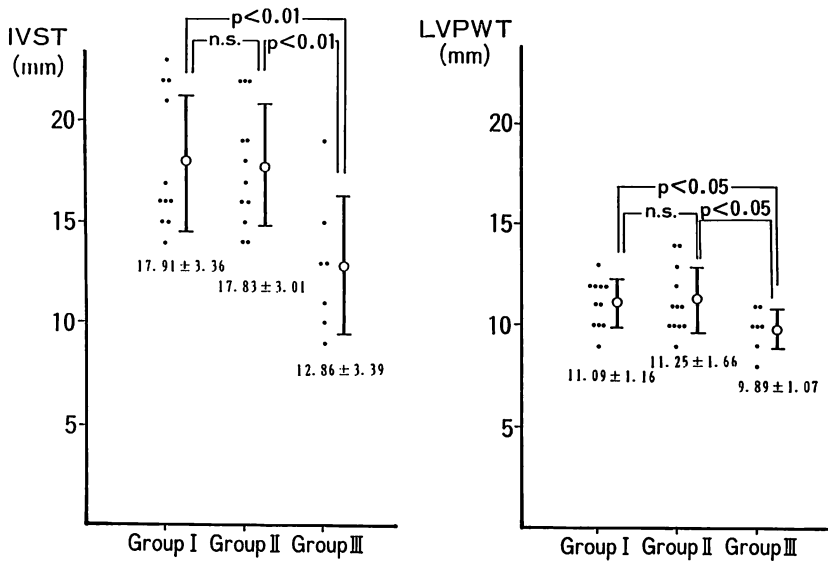 IVST
(mm)
p<0.01
n.s.
p<0.01
20
15
10
5
17.91±3.36
17.83±3.01
12.86±3.39
Group Ⅰ Group Ⅱ Group Ⅲ
LVPWT
(mm)
p<0.05
n.s.
p<0.05
20
15
10
5
11.09±1.16
11.25±1.66
9.89±1.07
Group Ⅰ Group Ⅱ Group Ⅲ